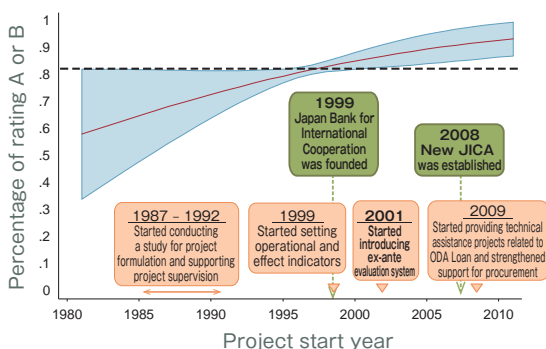 Percentage of rating A or B
1
.9
.8
.7
.6
.5
.4
.3
.2
.1
0
1999
Japan Bank for
International
Cooperation
was founded
2008
New JICA
was established
1987 - 1992
Started conducting
a study for project
formulation and supporting
project supervision
1999
Started setting
operational and
effect indicators
2001
Started
introducing
ex-ante
evaluation system
2009
Started providing technical
assistance projects related to
ODA Loan and strengthened
support for procurement
1980 1985 1990 1995 2000 2005 2010
Project start year